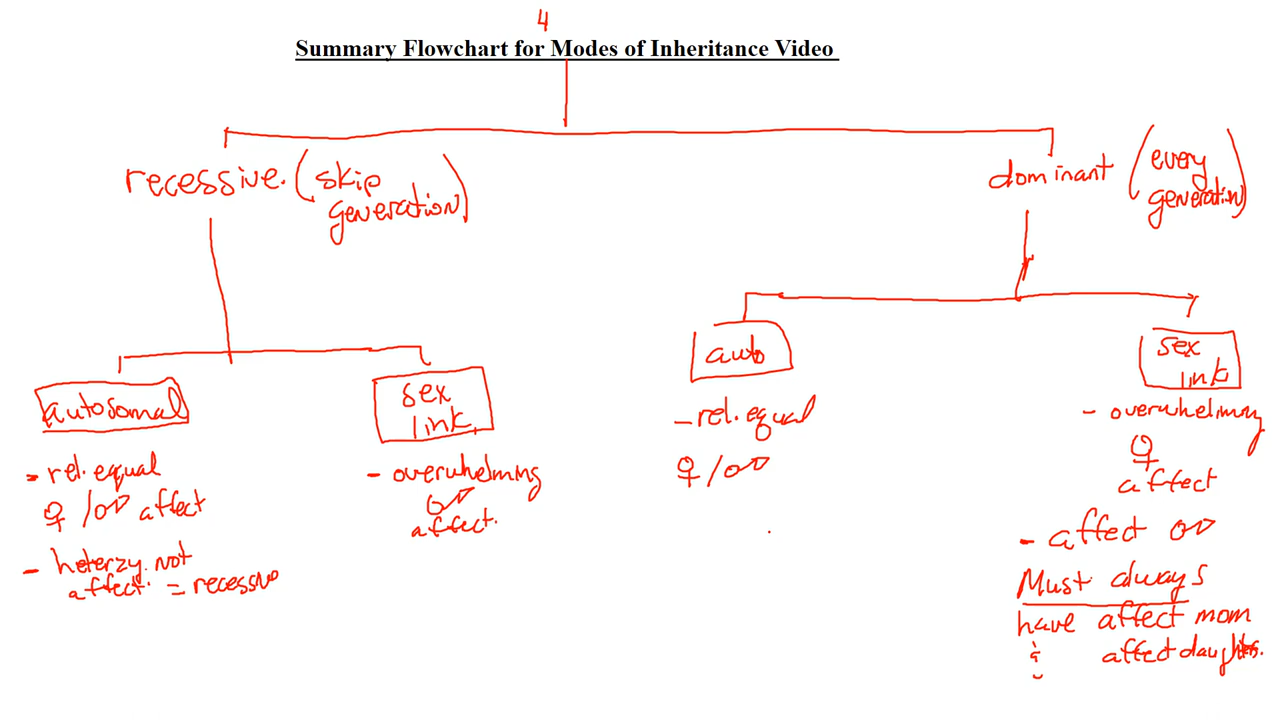 4
Summary Flowchart for Modes of Inheritance Video
recessive. (skip
generation)
dominant (every
generation)
autosomal
- rel. equal
♀ / ♂ affect
- heterzy. not
affect. = recessive
sex
link.
- overwhelming
♂
affect.
auto
- rel. equal
♀ / ♂
sex
link
- overwhelming
♀
affect
- affect ♂
Must always
have affect mom
&
affect daughters.